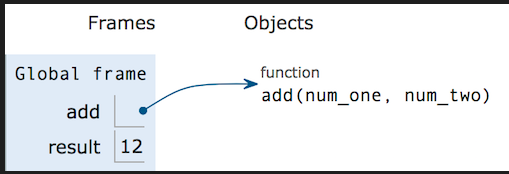 Frames Objects
Global frame
function
add(num_one, num_two)
add
result 12